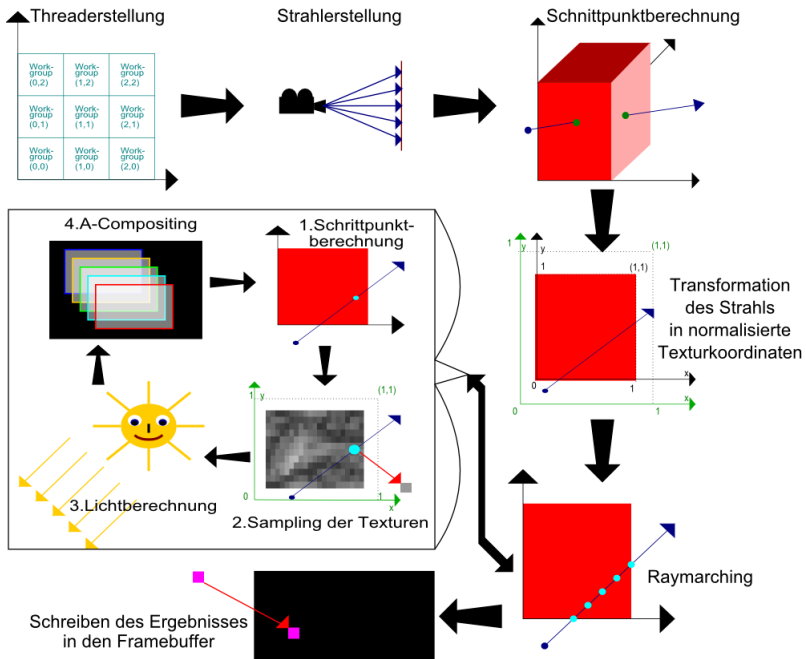 Threaderstellung
Strahlerstellung
Schnittpunktberechnung
Work-
group
(0,2)
Work-
group
(1,2)
Work-
group
(2,2)
Work-
group
(0,1)
Work-
group
(1,1)
Work-
group
(2,1)
Work-
group
(0,0)
Work-
group
(1,0)
Work-
group
(2,0)
1
y
(1,1)
y
1
(1,1)
x
0
1
0
1
x
Transformation
des Strahls
in normalisierte
Texturkoordinaten
4.A-Compositing
1.Schrittpunkt-
berechnung
1
y
(1,1)
0
1
x
2.Sampling der Texturen
3.Lichtberechnung
Raymarching
Schreiben des Ergebnisses
in den Framebuffer